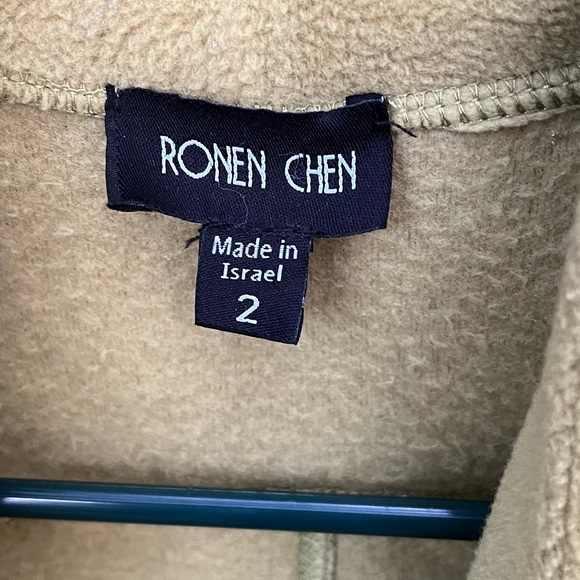 RONEN CHEN
Made in
Israel
2